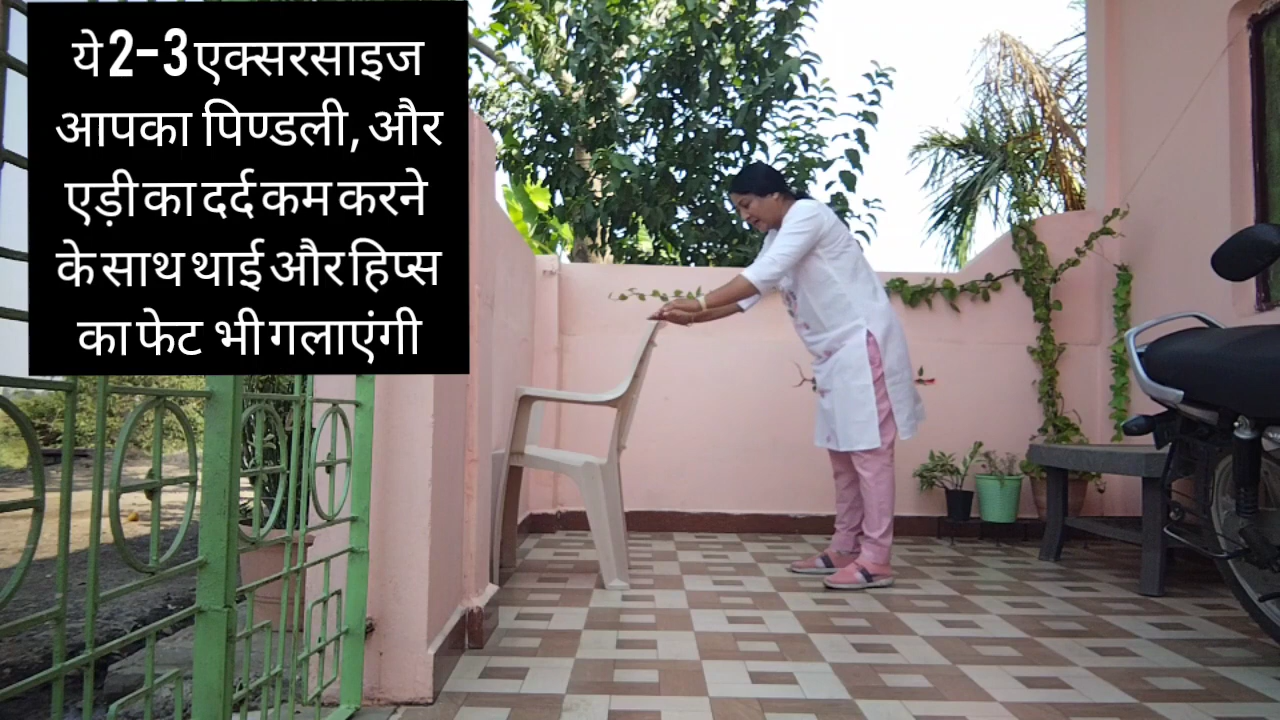 ये 2-3 एक्सरसाइज
आपका पिण्डली, और
एड़ी का दर्द कम करने
के साथ थाई और हिप्स
का फेट भी गलाएंगी